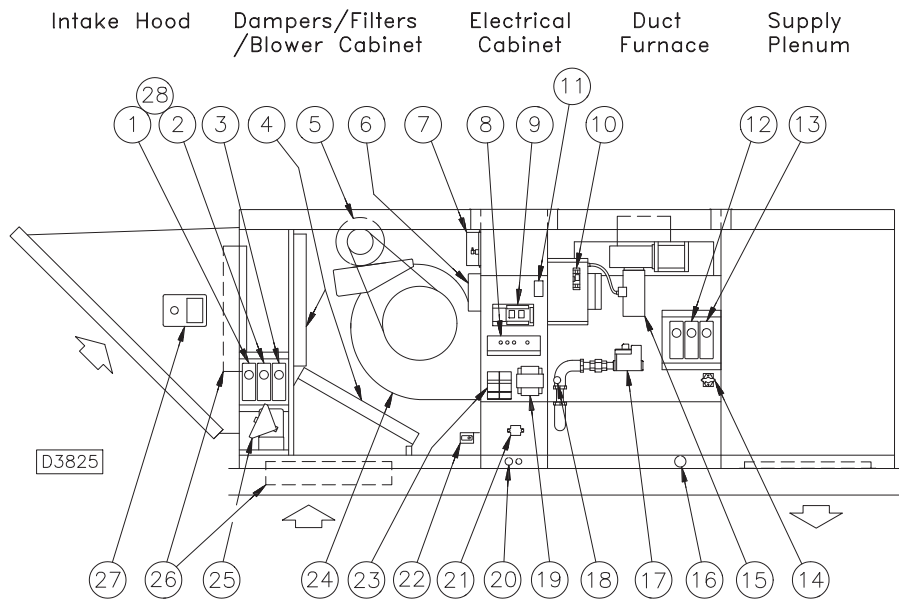 Intake Hood
Dampers/Filters
/Blower Cabinet
Electrical
Cabinet
Duct
Furnace
Supply
Plenum
28
11
1
2
3
4
5
6
7
8
9
10
12
13
D3825
27
26
25
24
23
22
21
20
19
18
17
16
15
14